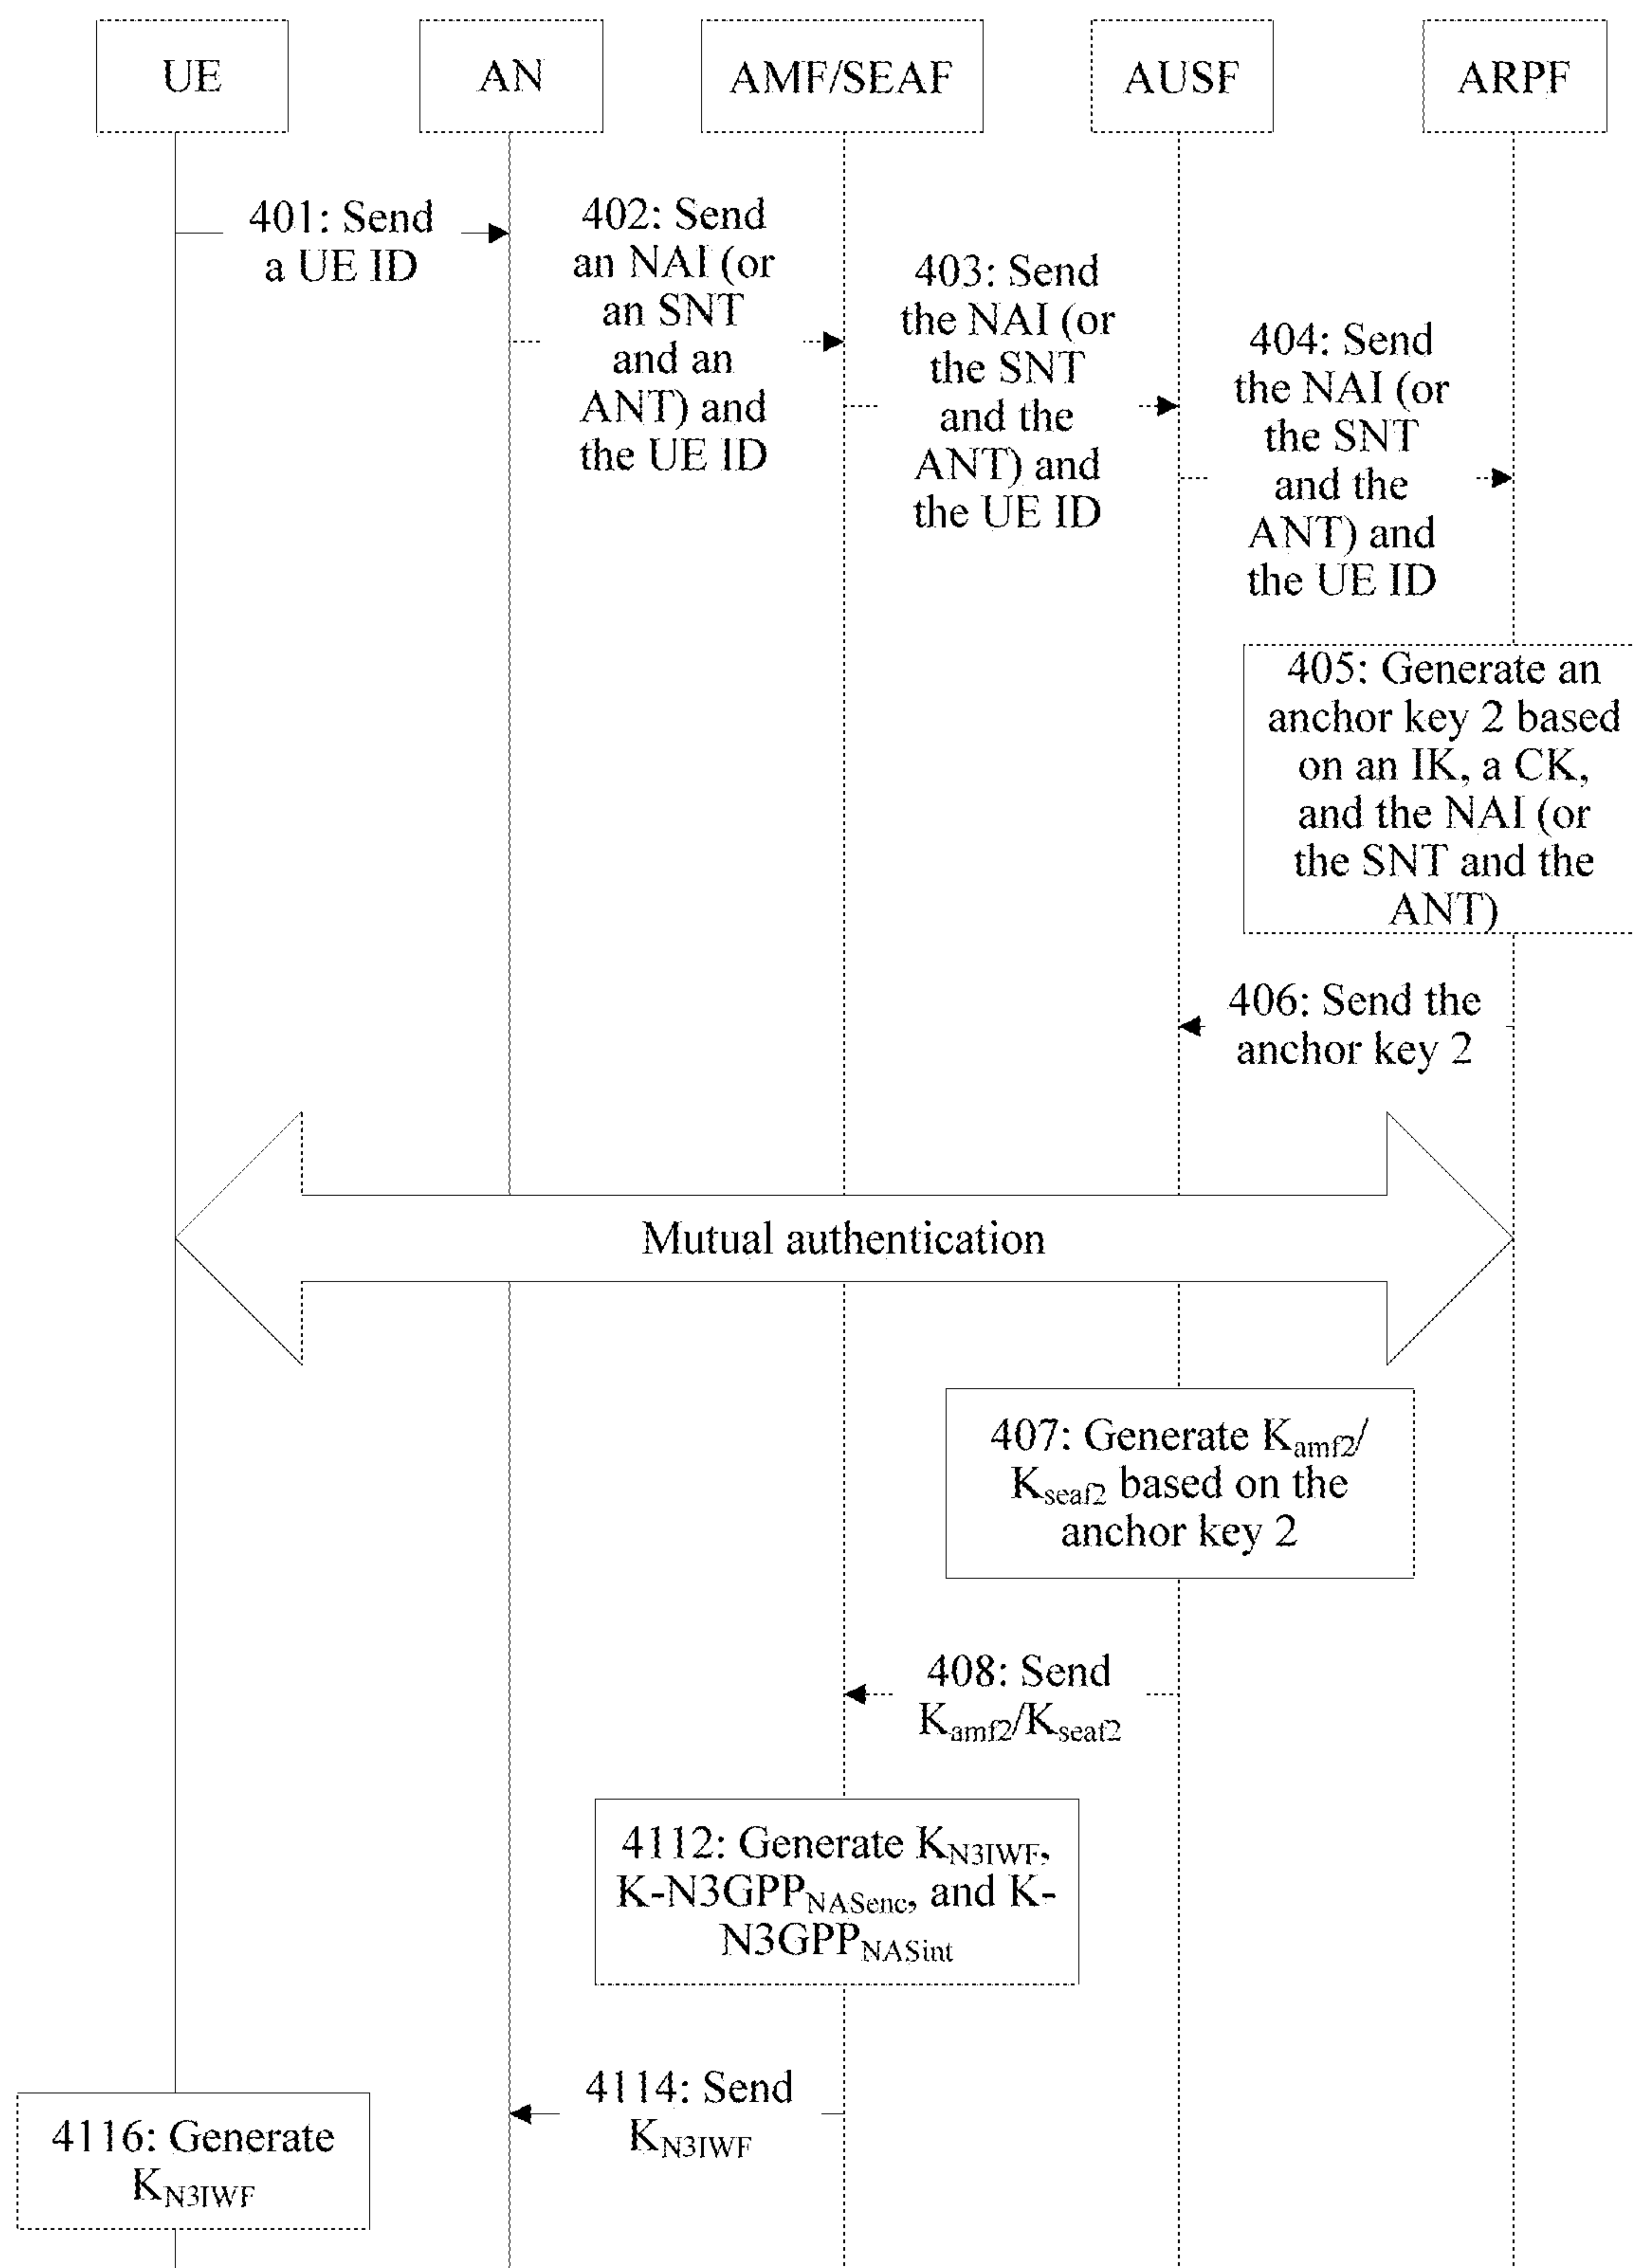 UE
AN
AMF/SEAF
AUSF
ARPF
401: Send
a UE ID
402: Send
an NAI (or
an SNT
and an
ANT) and
the UE ID
403: Send
the NAI (or
the SNT
and the
ANT) and
the UE ID
404: Send
the NAI (or
the SNT
and the
ANT) and
the UE ID
405: Generate an
anchor key 2 based
on an IK, a CK,
and the NAI (or
the SNT and the
ANT)
406: Send the
anchor key 2
Mutual authentication
407: Generate Kamf2/
Kseaf2 based on the
anchor key 2
408: Send
Kamf2/Kseaf2
4112: Generate KN3IWF,
K-N3GPPNASenc, and K-
N3GPPNASint
4114: Send
KN3IWF
4116: Generate
KN3IWF